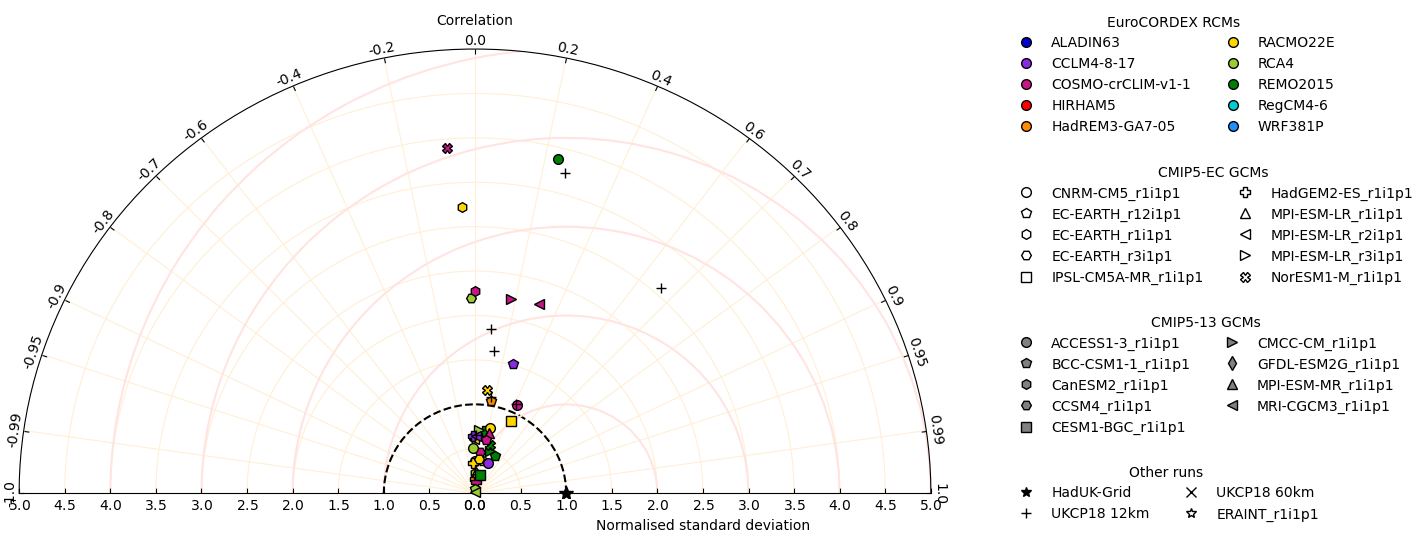 Correlation
0.0
-0.2
0.2
-0.4
0.4
-0.6
0.6
-0.7
0.7
-0.8
0.8
-0.9
0.9
-0.95
0.95
-0.99
0.99
-1.0
1.0
5.0 4.5 4.0 3.5 3.0 2.5 2.0 1.5 1.0 0.5 0.0 0.5 1.0 1.5 2.0 2.5 3.0 3.5 4.0 4.5 5.0
Normalised standard deviation
EuroCORDEX RCMs
ALADIN63 RACMO22E
CCLM4-8-17 RCA4
COSMO-crCLIM-v1-1 REMO2015
HIRHAM5 RegCM4-6
HadREM3-GA7-05 WRF381P
CMIP5-EC GCMs
CNRM-CM5_r1i1p1 HadGEM2-ES_r1i1p1
EC-EARTH_r12i1p1 MPI-ESM-LR_r1i1p1
EC-EARTH_r1i1p1 MPI-ESM-LR_r2i1p1
EC-EARTH_r3i1p1 MPI-ESM-LR_r3i1p1
IPSL-CM5A-MR_r1i1p1 NorESM1-M_r1i1p1
CMIP5-13 GCMs
ACCESS1-3_r1i1p1 CMCC-CM_r1i1p1
BCC-CSM1-1_r1i1p1 GFDL-ESM2G_r1i1p1
CanESM2_r1i1p1 MPI-ESM-MR_r1i1p1
CCSM4_r1i1p1 MRI-CGCM3_r1i1p1
CESM1-BGC_r1i1p1
Other runs
HadUK-Grid UKCP18 60km
UKCP18 12km ERAINT_r1i1p1